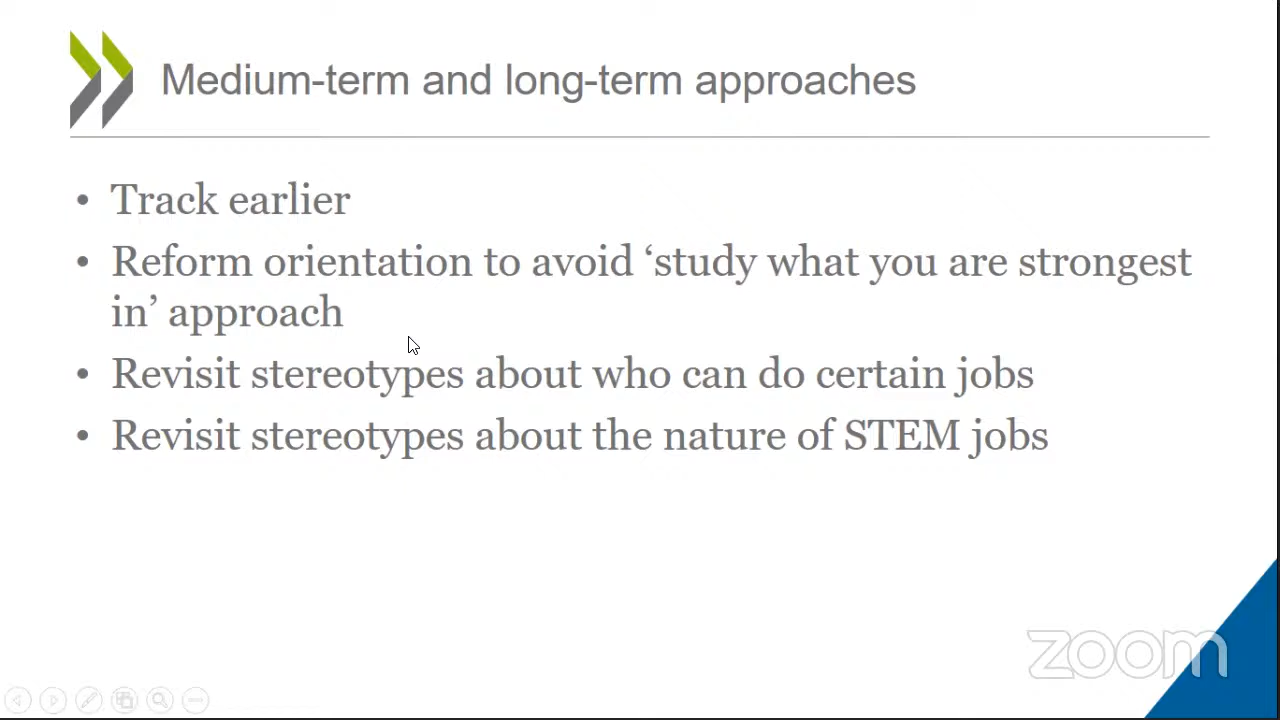 Medium-term and long-term approaches
• Track earlier
• Reform orientation to avoid ‘study what you are strongest
in’ approach
• Revisit stereotypes about who can do certain jobs
• Revisit stereotypes about the nature of STEM jobs
zoom